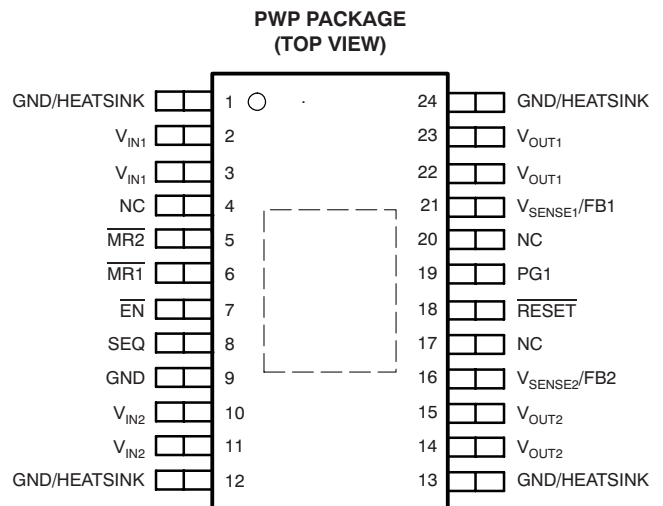 PWP PACKAGE
(TOP VIEW)
GND/HEATSINK 1 24 GND/HEATSINK
VIN1 2 23 VOUT1
VIN1 3 22 VOUT1
NC 4 21 VSENSE1/FB1
MR2 5 20 NC
MR1 6 19 PG1
EN 7 18 RESET
SEQ 8 17 NC
GND 9 16 VSENSE2/FB2
VIN2 10 15 VOUT2
VIN2 11 14 VOUT2
GND/HEATSINK 12 13 GND/HEATSINK